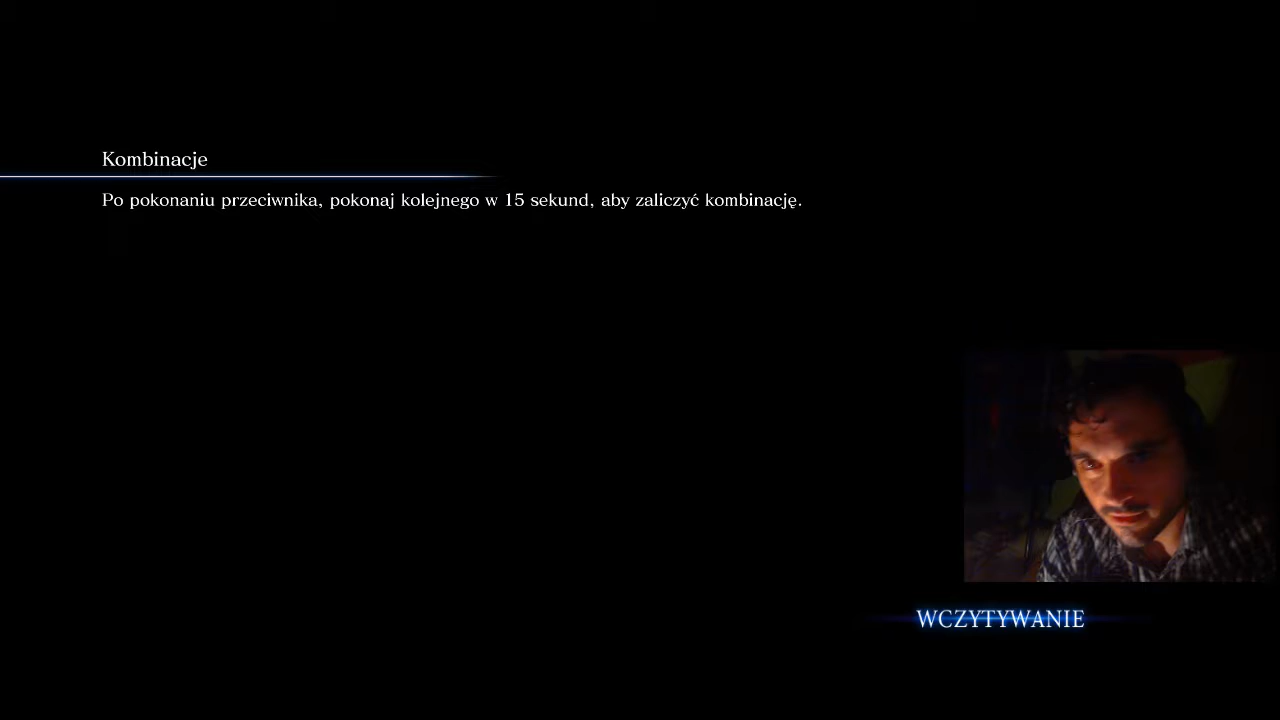 Kombinacje
Po pokonaniu przeciwnika, pokonaj kolejnego w 15 sekund, aby zaliczyć kombinację.
WCZYTYWANIE